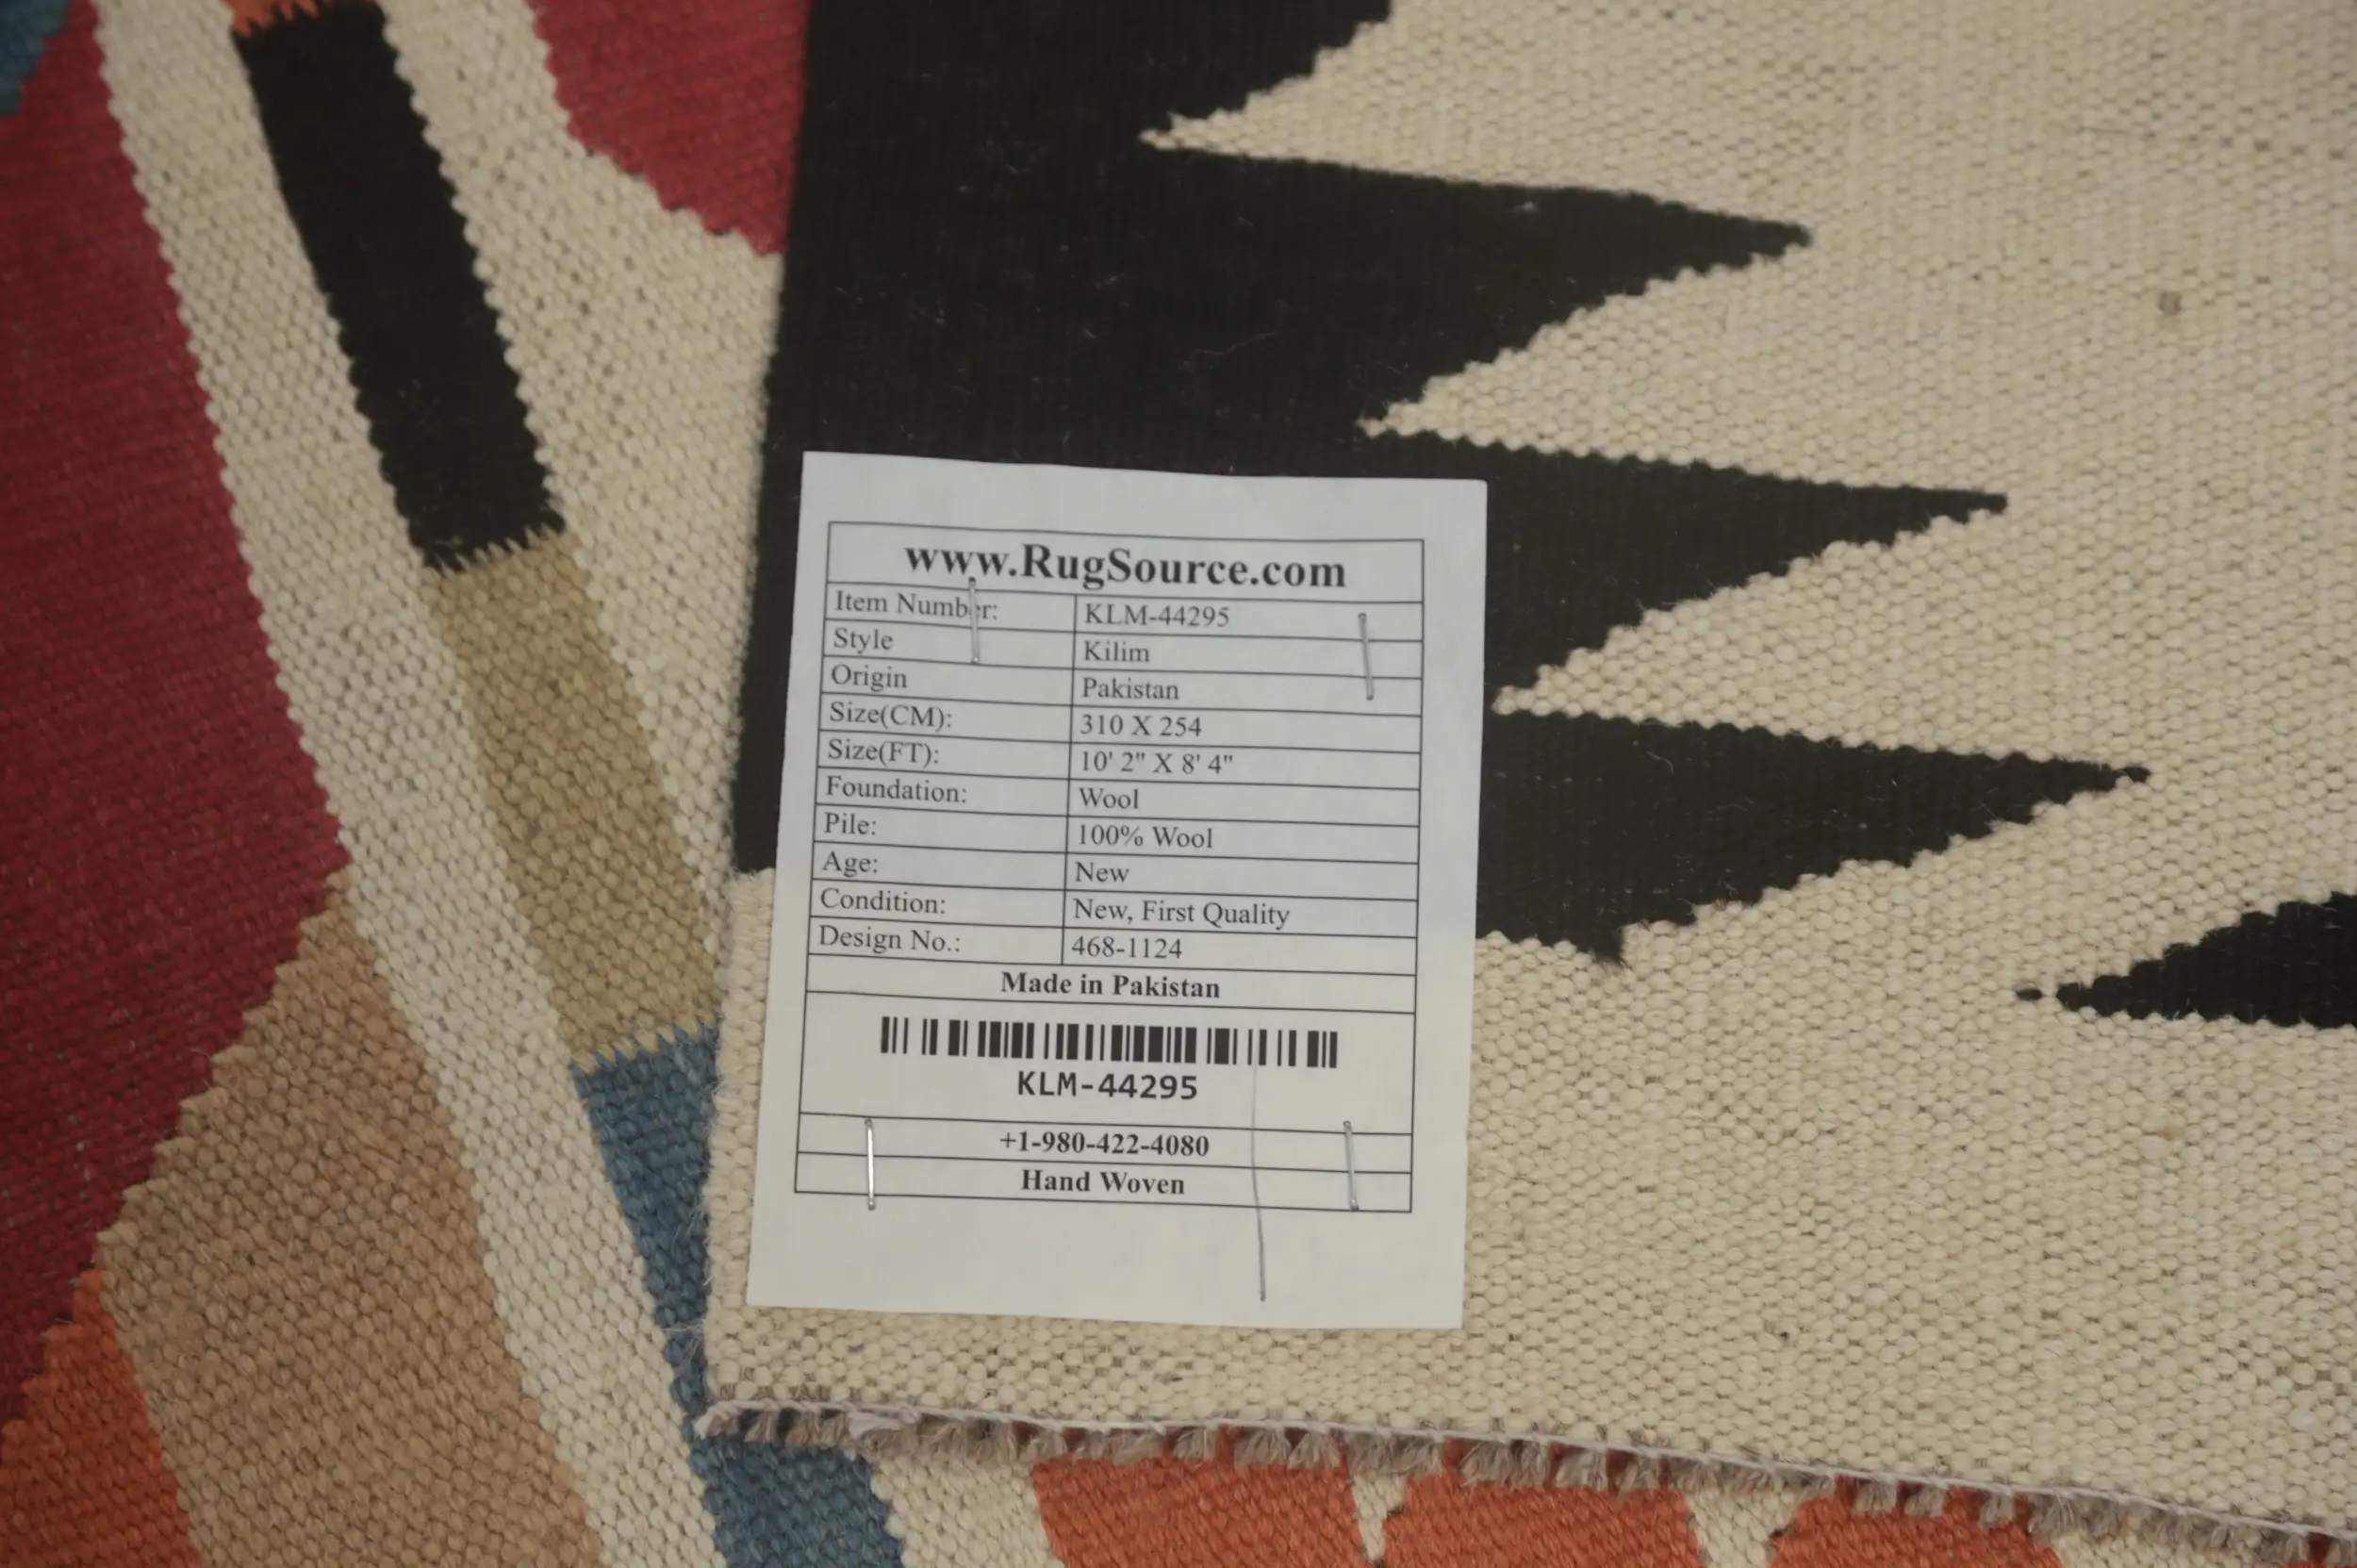 www.RugSource.com
Item Number: KLM-44295
Style Kilim
Origin Pakistan
Size(CM): 310 X 254
Size(FT): 10' 2" X 8' 4"
Foundation: Wool
Pile: 100% Wool
Age: New
Condition: New, First Quality
Design No.: 468-1124
Made in Pakistan
KLM-44295
+1-980-422-4080
Hand Woven